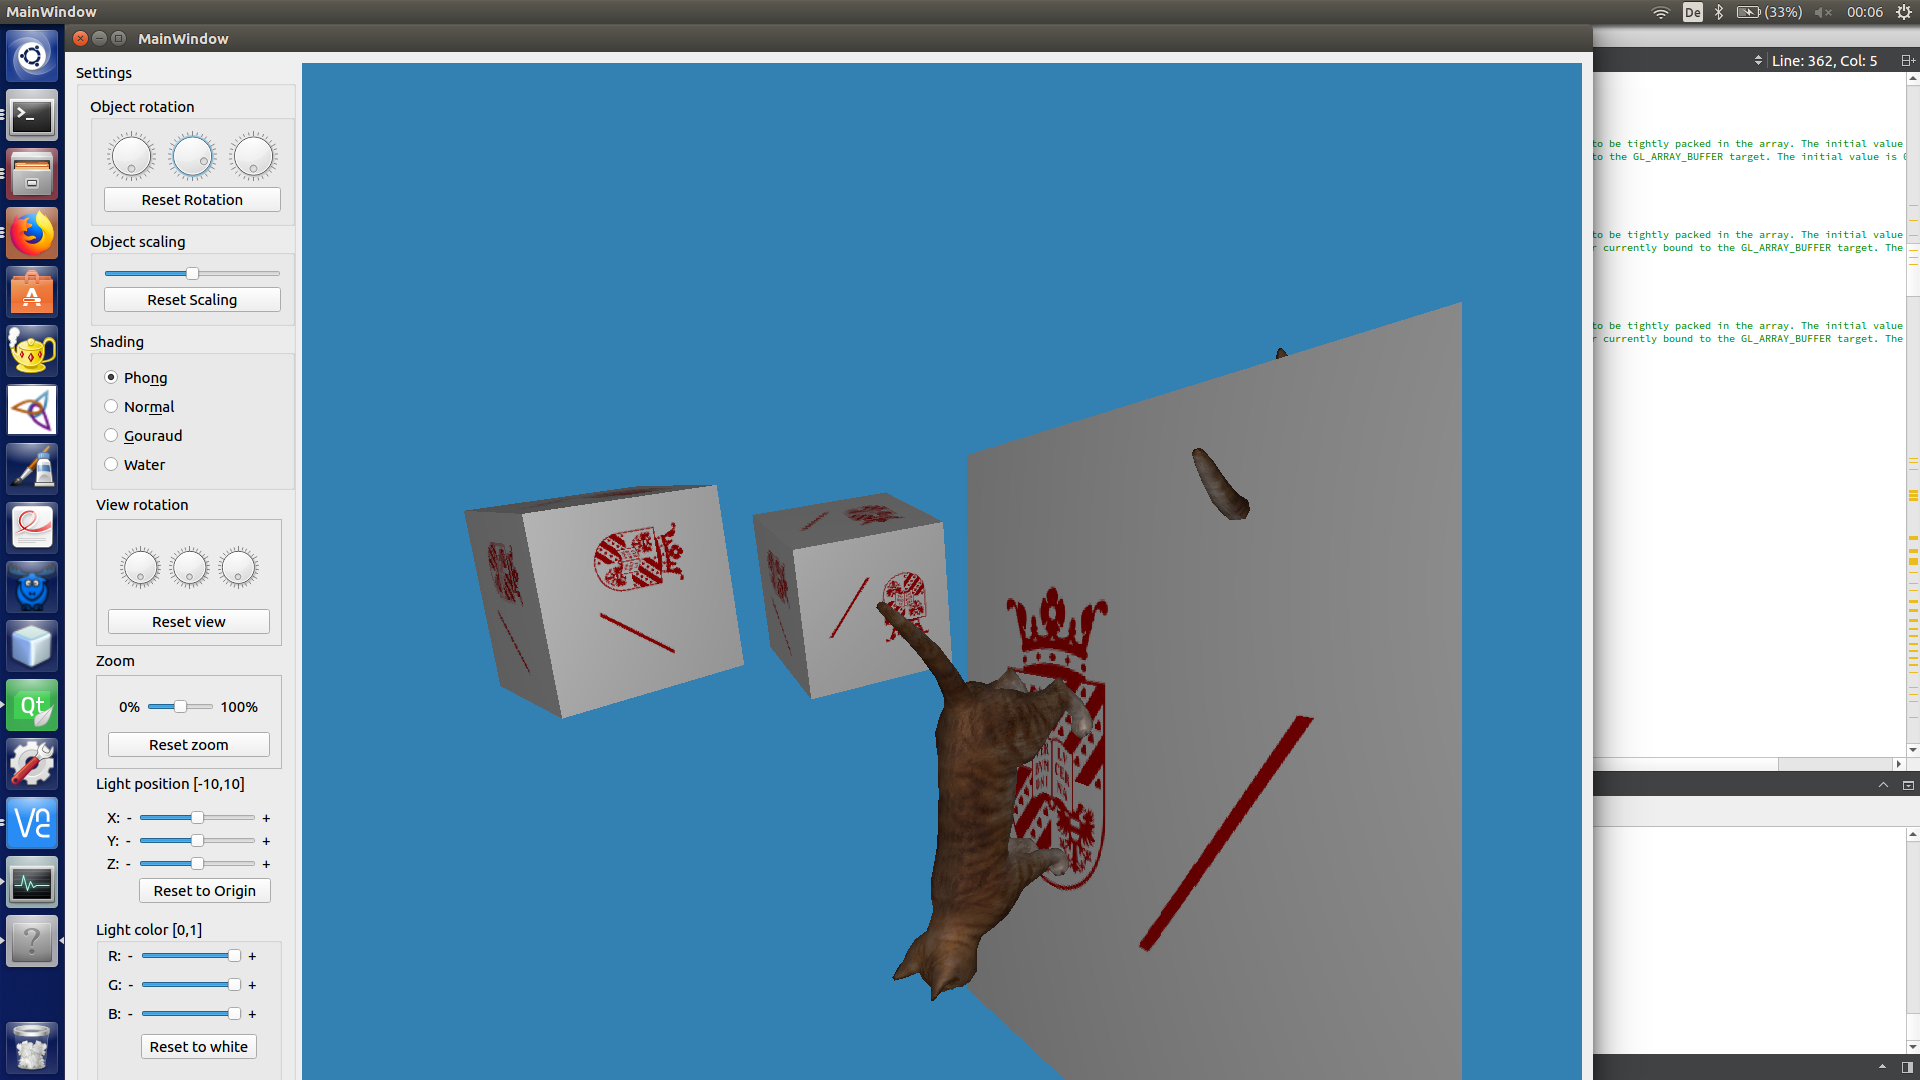 MainWindow
De
(33%)
00:06
MainWindow
Line: 362, Col: 5
Settings
Object rotation
Reset Rotation
Object scaling
Reset Scaling
Shading
Phong
Normal
Gouraud
Water
View rotation
Reset view
Zoom
0% 100%
Reset zoom
Light position [-10,10]
X: - +
Y: - +
Z: - +
Reset to Origin
Light color [0,1]
R: - +
G: - +
B: - +
Reset to white
to be tightly packed in the array. The initial value
to the GL_ARRAY_BUFFER target. The initial value is 0
to be tightly packed in the array. The initial value
r currently bound to the GL_ARRAY_BUFFER target. The
to be tightly packed in the array. The initial value
r currently bound to the GL_ARRAY_BUFFER target. The
Qt
Vnc